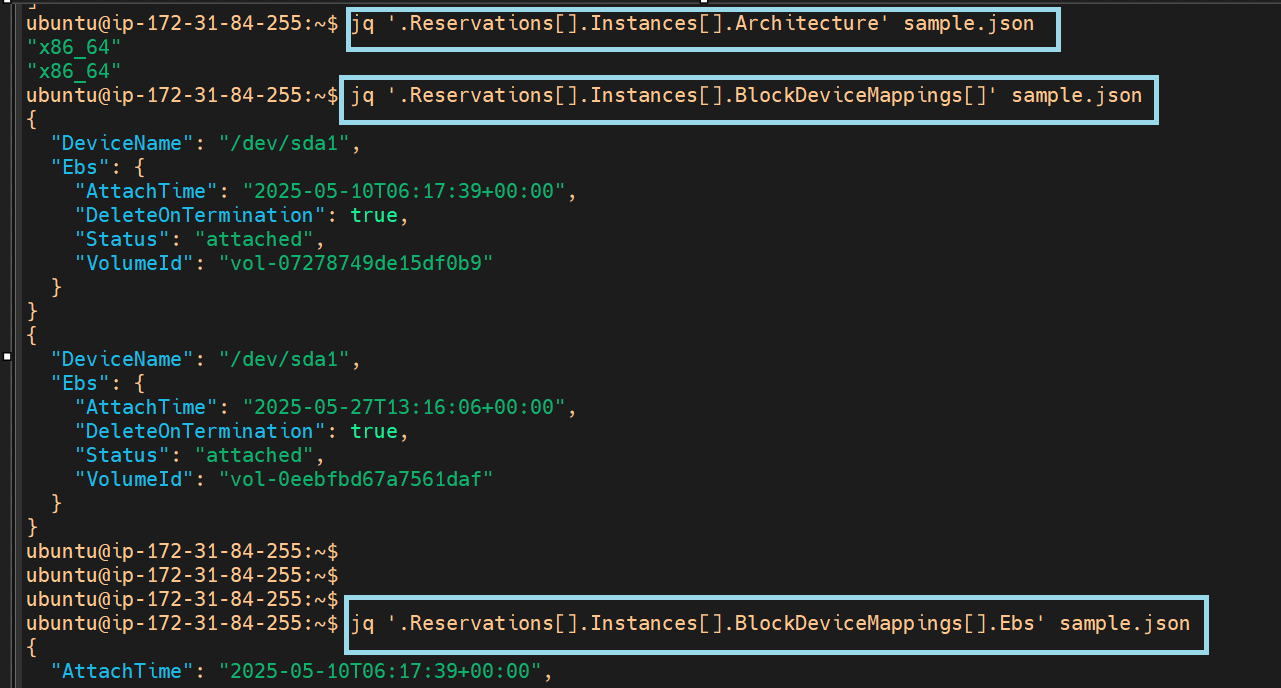 ubuntu@ip-172-31-84-255:~$ jq '.Reservations[].Instances[].Architecture' sample.json
"x86_64"
"x86_64"
ubuntu@ip-172-31-84-255:~$ jq '.Reservations[].Instances[].BlockDeviceMappings[]' sample.json
{
  "DeviceName": "/dev/sda1",
  "Ebs": {
    "AttachTime": "2025-05-10T06:17:39+00:00",
    "DeleteOnTermination": true,
    "Status": "attached",
    "VolumeId": "vol-07278749de15df0b9"
  }
}
{
  "DeviceName": "/dev/sda1",
  "Ebs": {
    "AttachTime": "2025-05-27T13:16:06+00:00",
    "DeleteOnTermination": true,
    "Status": "attached",
    "VolumeId": "vol-0eebfbd67a7561daf"
  }
}
ubuntu@ip-172-31-84-255:~$
ubuntu@ip-172-31-84-255:~$
ubuntu@ip-172-31-84-255:~$
ubuntu@ip-172-31-84-255:~$ jq '.Reservations[].Instances[].BlockDeviceMappings[].Ebs' sample.json
{
  "AttachTime": "2025-05-10T06:17:39+00:00",